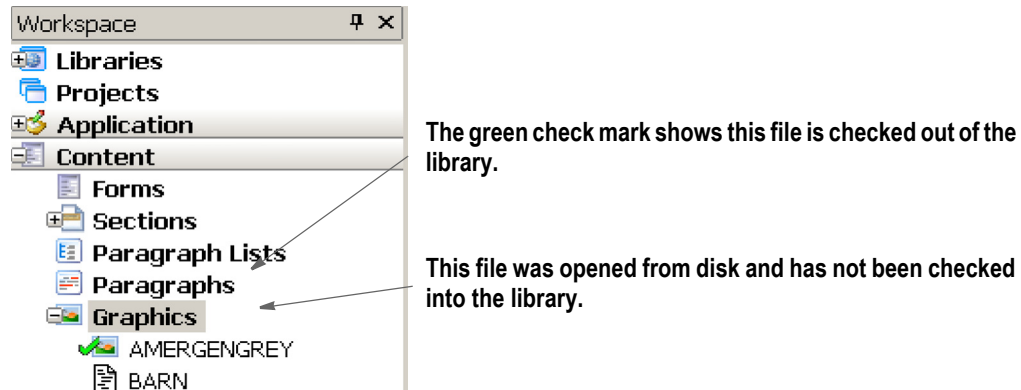 Workspace
Libraries
Projects
Application
Content
Forms
Sections
Paragraph Lists
Paragraphs
Graphics
AMERGENGREY
BARN
The green check mark shows this file is checked out of the
library.
This file was opened from disk and has not been checked
into the library.